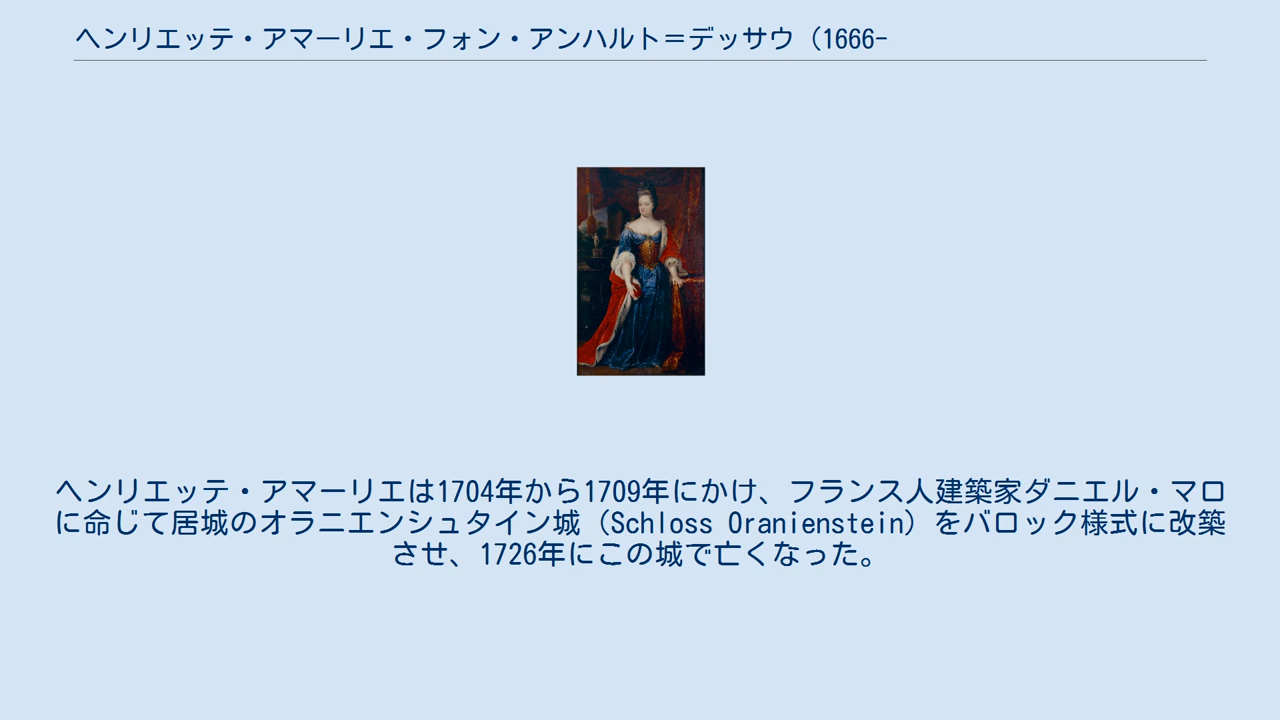 ヘンリエッテ・アマーリエ・フォン・アンハルト＝デッサウ（1666-
ヘンリエッテ・アマーリエは1704年から1709年にかけ、フランス人建築家ダニエル・マロ
に命じて居城のオラニエンシュタイン城（Schloss Oranienstein）をバロック様式に改築
させ、1726年にこの城で亡くなった。